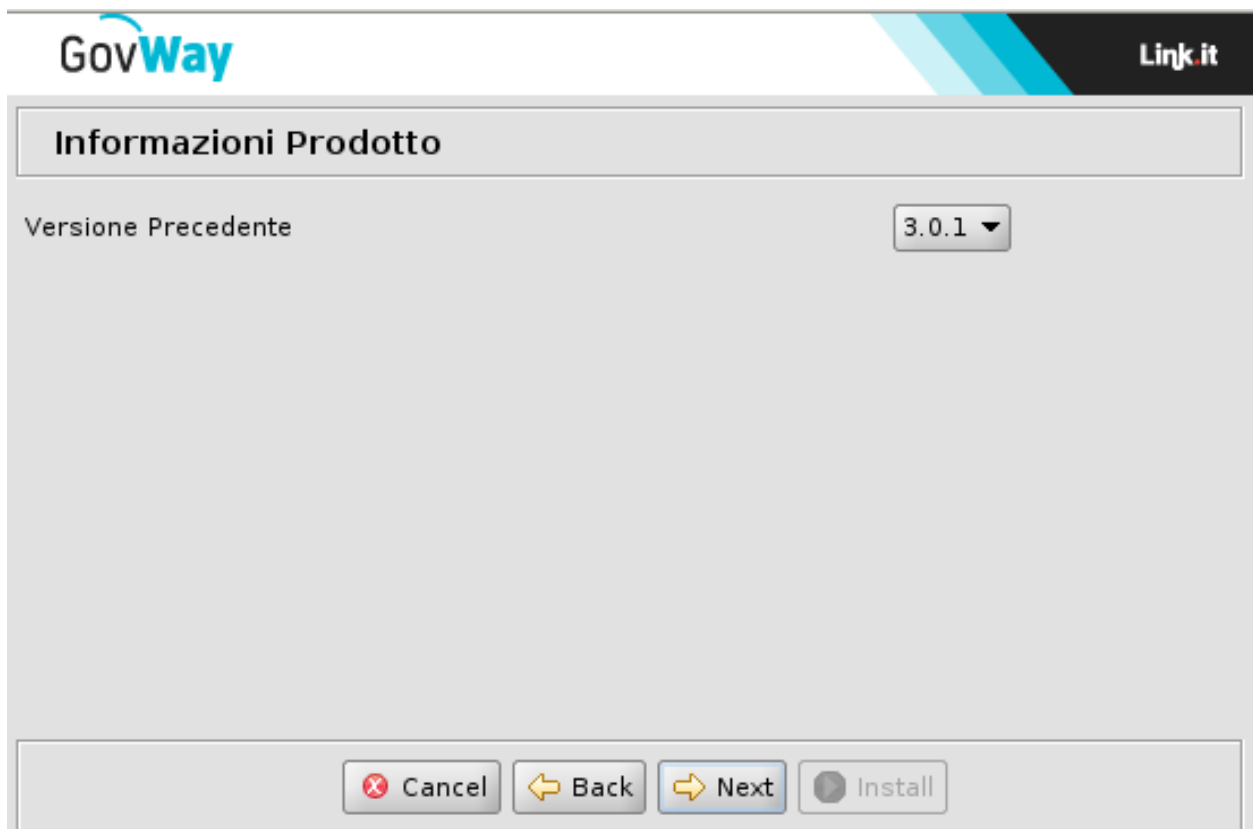 GovWay
Link.it
Informazioni Prodotto
Versione Precedente 3.0.1
Cancel Back Next Install